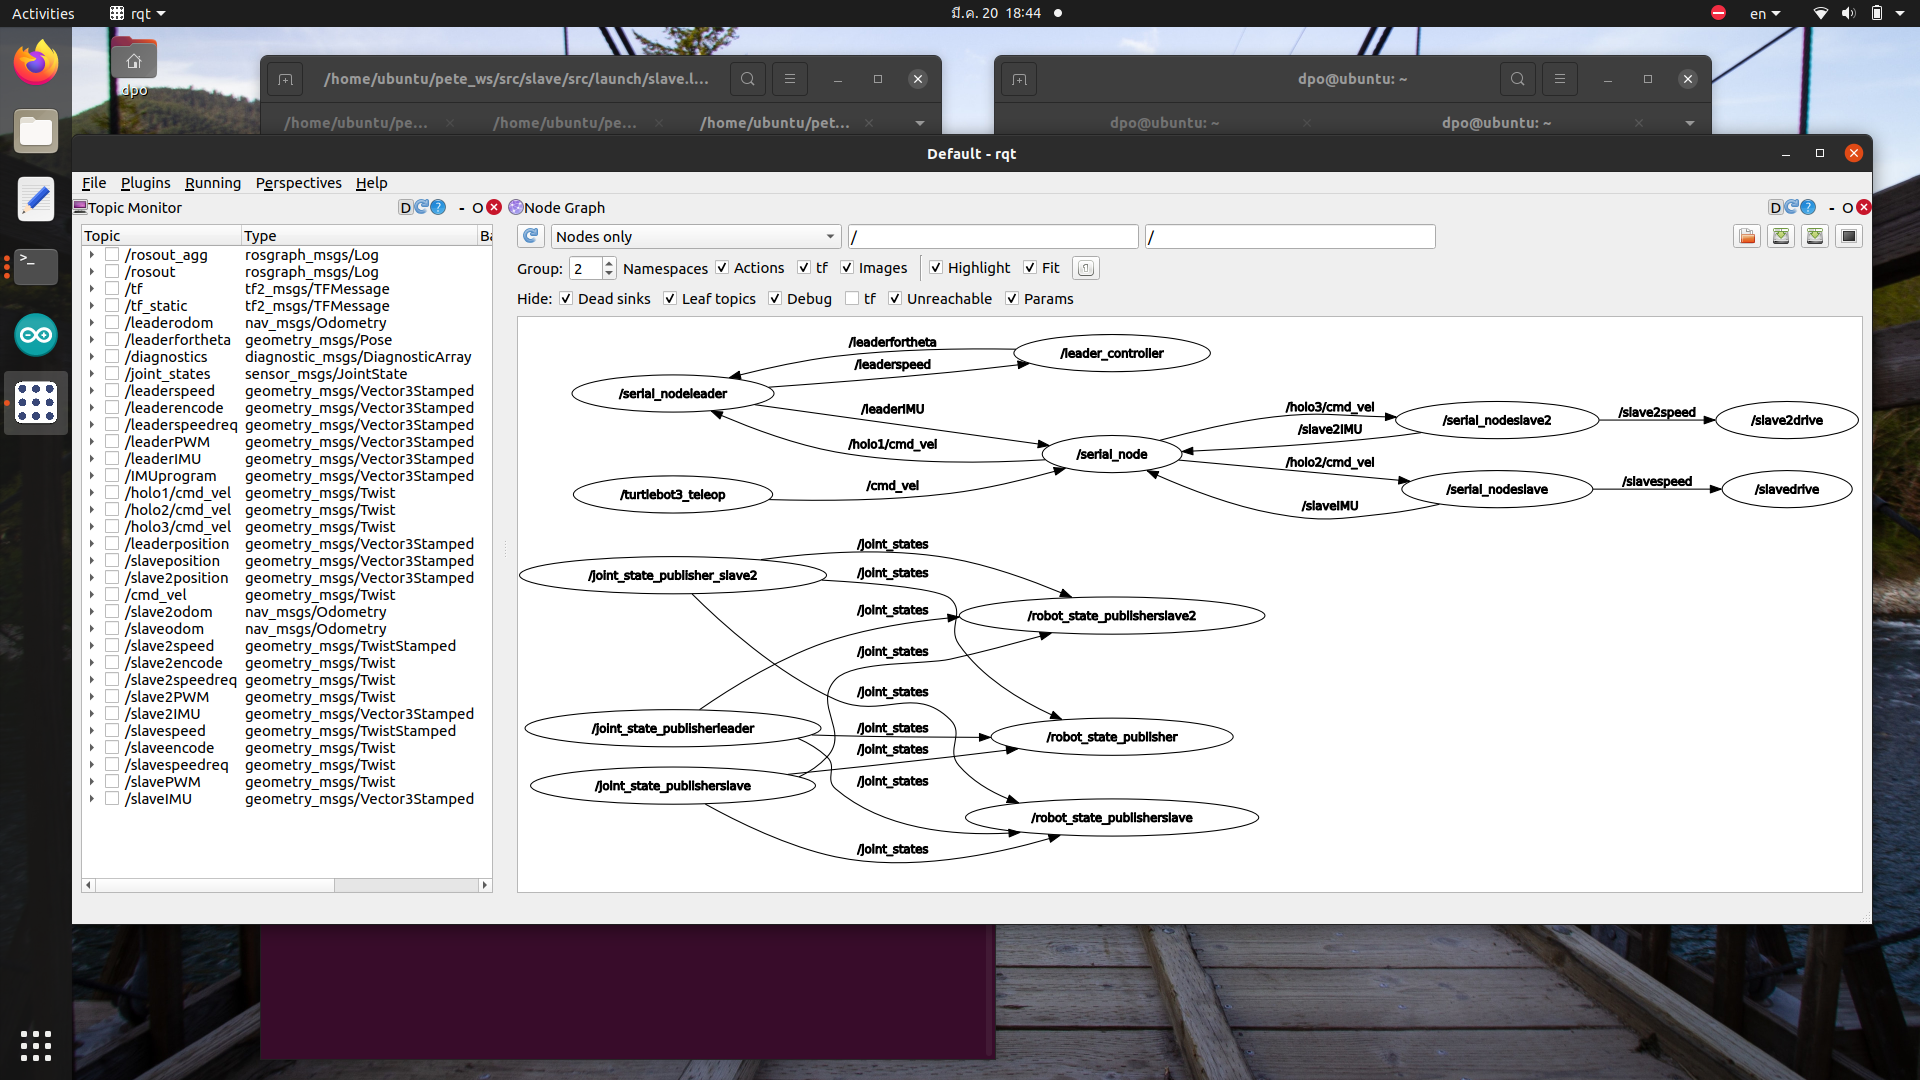 Activities
rqt
มี.ค. 20 18:44
en
dpo
/home/ubuntu/pete_ws/src/slave/src/launch/slave.l...
dpo@ubuntu: ~
/home/ubuntu/pe...
/home/ubuntu/pe...
/home/ubuntu/pet...
dpo@ubuntu: ~
dpo@ubuntu: ~
Default - rqt
File Plugins Running Perspectives Help
Topic Monitor
D
?
- O
Node Graph
D
?
- O
Topic Type Ba
/rosout_agg rosgraph_msgs/Log
/rosout rosgraph_msgs/Log
/tf tf2_msgs/TFMessage
/tf_static tf2_msgs/TFMessage
/leaderodom nav_msgs/Odometry
/leaderfortheta geometry_msgs/Pose
/diagnostics diagnostic_msgs/DiagnosticArray
/joint_states sensor_msgs/JointState
/leaderspeed geometry_msgs/Vector3Stamped
/leaderencode geometry_msgs/Vector3Stamped
/leaderspeedreq geometry_msgs/Vector3Stamped
/leaderPWM geometry_msgs/Vector3Stamped
/leaderIMU geometry_msgs/Vector3Stamped
/IMUprogram geometry_msgs/Vector3Stamped
/holo1/cmd_vel geometry_msgs/Twist
/holo2/cmd_vel geometry_msgs/Twist
/holo3/cmd_vel geometry_msgs/Twist
/leaderposition geometry_msgs/Vector3Stamped
/slaveposition geometry_msgs/Vector3Stamped
/slave2position geometry_msgs/Vector3Stamped
/cmd_vel geometry_msgs/Twist
/slave2odom nav_msgs/Odometry
/slaveodom nav_msgs/Odometry
/slave2speed geometry_msgs/TwistStamped
/slave2encode geometry_msgs/Twist
/slave2speedreq geometry_msgs/Twist
/slave2PWM geometry_msgs/Twist
/slave2IMU geometry_msgs/Vector3Stamped
/slavespeed geometry_msgs/TwistStamped
/slaveencode geometry_msgs/Twist
/slavespeedreq geometry_msgs/Twist
/slavePWM geometry_msgs/Twist
/slaveIMU geometry_msgs/Vector3Stamped
Nodes only
/
/
Group: 2 Namespaces Actions tf Images Highlight Fit
Hide: Dead sinks Leaf topics Debug tf Unreachable Params
/leaderfortheta
/leader_controller
/leaderspeed
/serial_nodeleader
/leaderIMU
/holo1/cmd_vel
/serial_node
/turtlebot3_teleop
/cmd_vel
/holo3/cmd_vel
/serial_nodeslave2
/slave2speed
/slave2drive
/slave2IMU
/holo2/cmd_vel
/serial_nodeslave
/slavespeed
/slavedrive
/slaveIMU
/joint_states
/joint_state_publisher_slave2
/joint_states
/joint_states
/robot_state_publisherslave2
/joint_states
/joint_states
/joint_state_publisherleader
/joint_states
/robot_state_publisher
/joint_states
/joint_state_publisherslave
/joint_states
/robot_state_publisherslave
/joint_states